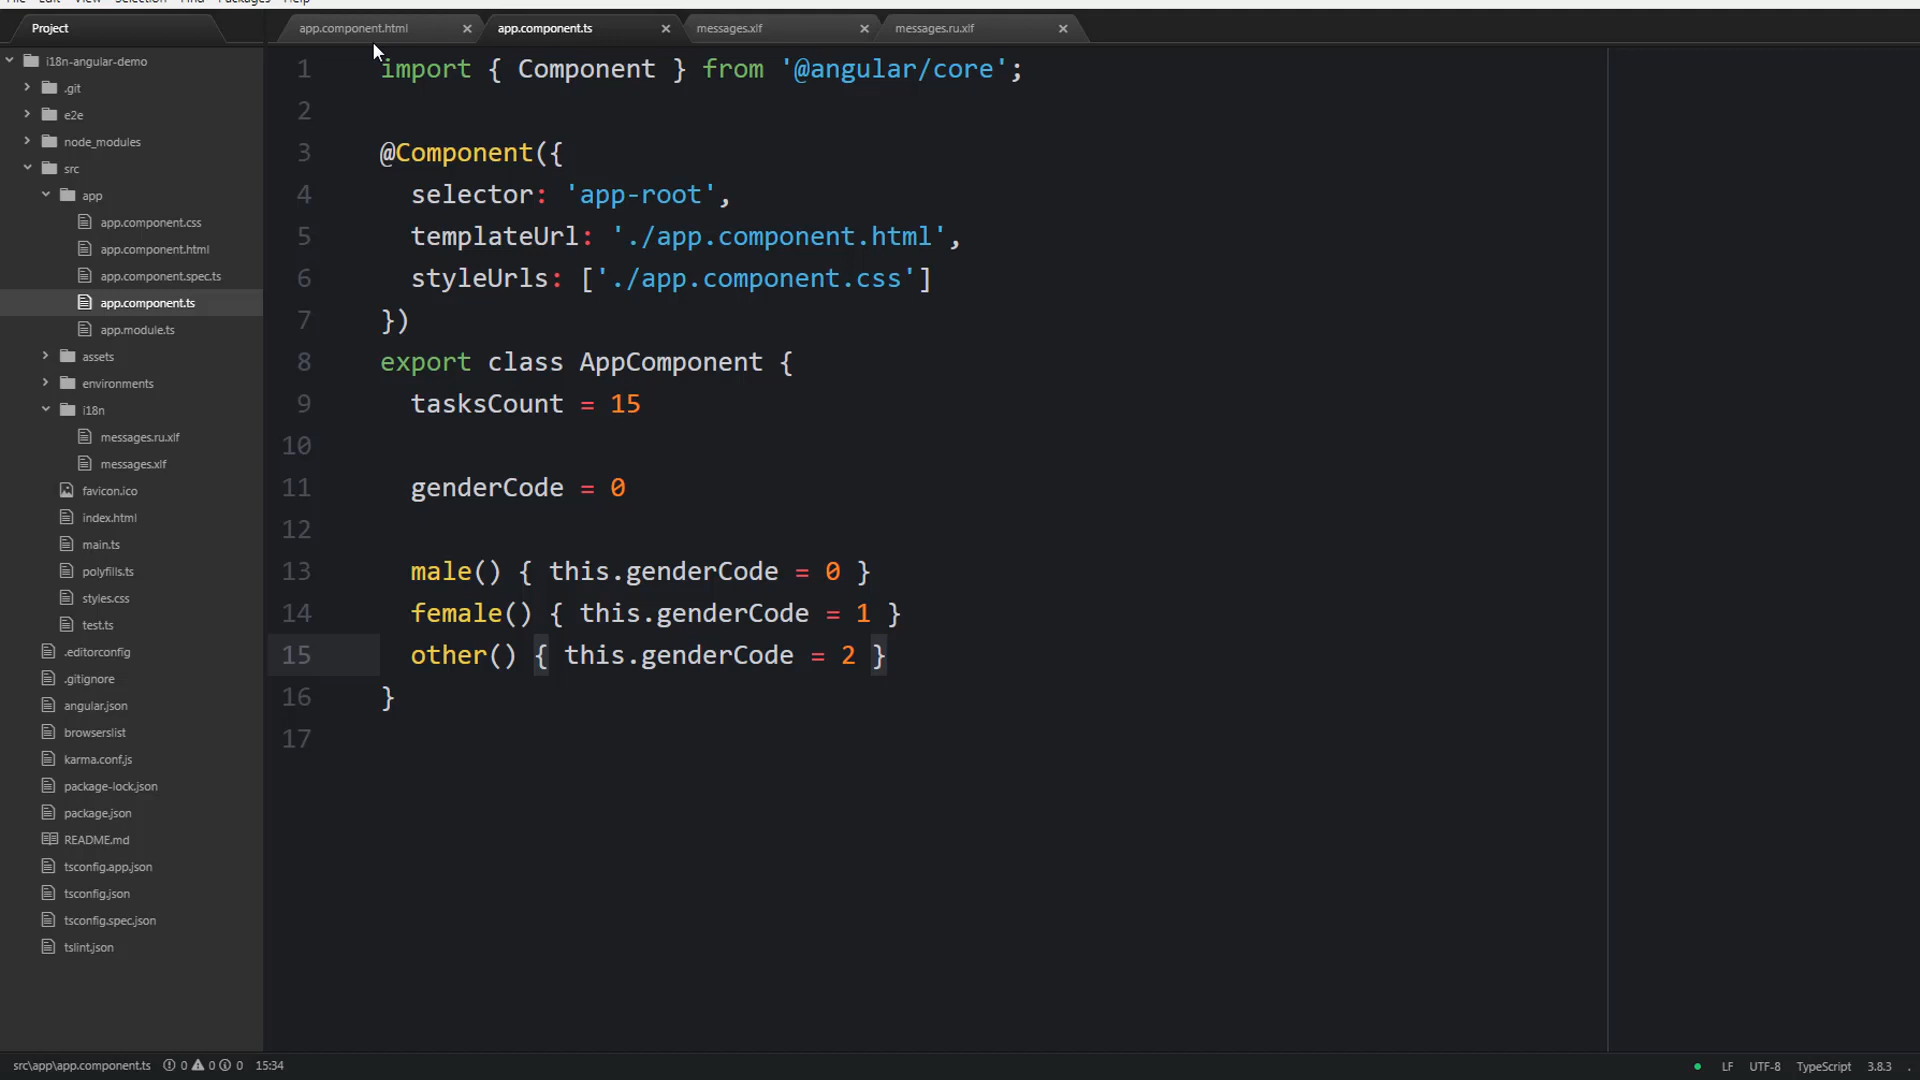 File Edit View Selection Find Packages Help
Project
app.component.html
app.component.ts
messages.xlf
messages.ru.xlf
i18n-angular-demo
.git
e2e
node_modules
src
app
app.component.css
app.component.html
app.component.spec.ts
app.component.ts
app.module.ts
assets
environments
i18n
messages.ru.xlf
messages.xlf
favicon.ico
index.html
main.ts
polyfills.ts
styles.css
test.ts
.editorconfig
.gitignore
angular.json
browserslist
karma.conf.js
package-lock.json
package.json
README.md
tsconfig.app.json
tsconfig.json
tsconfig.spec.json
tslint.json
1 import { Component } from '@angular/core';
2
3 @Component({
4 selector: 'app-root',
5 templateUrl: './app.component.html',
6 styleUrls: ['./app.component.css']
7 })
8 export class AppComponent {
9 tasksCount = 15
10
11 genderCode = 0
12
13 male() { this.genderCode = 0 }
14 female() { this.genderCode = 1 }
15 other() { this.genderCode = 2 }
16 }
17
src\app\app.component.ts 0 0 0 15:34
LF UTF-8 TypeScript 3.8.3